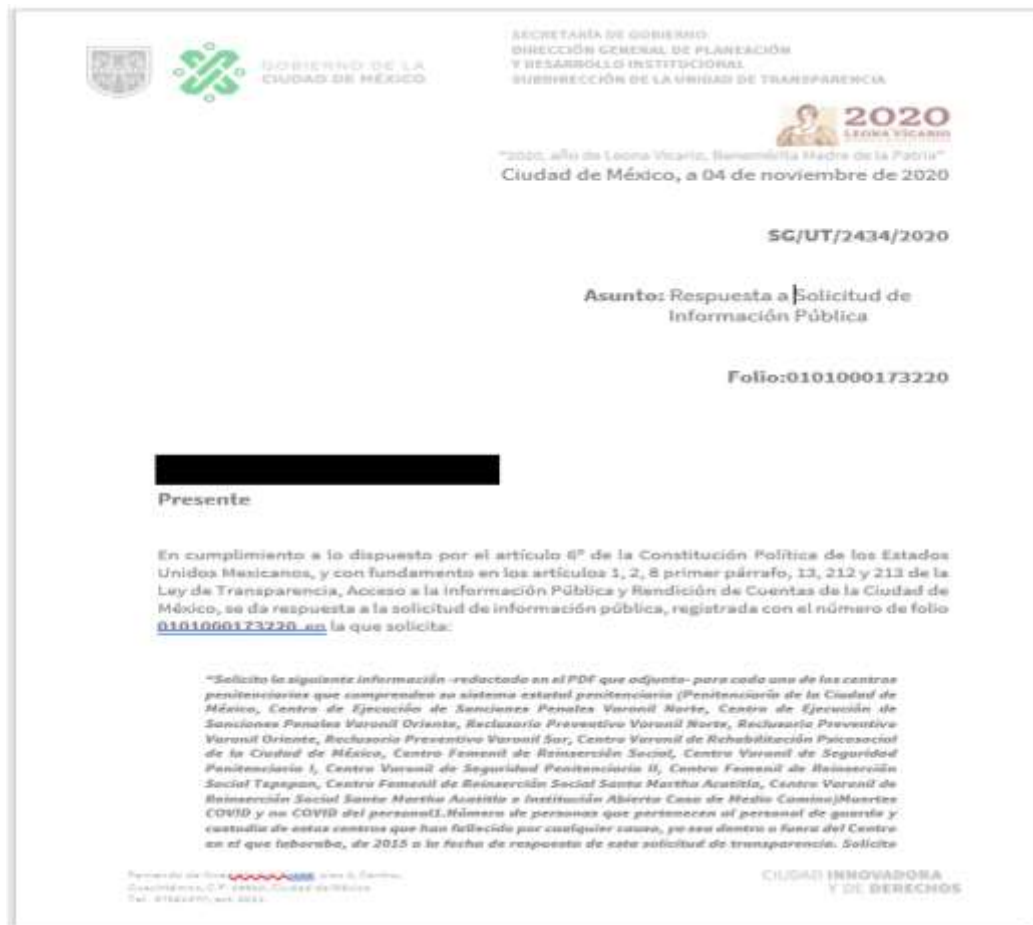 SECRETARÍA DE GOBIERNO
DIRECCIÓN GENERAL DE PLANEACIÓN
Y DESARROLLO INSTITUCIONAL
SUBDIRECCIÓN DE LA UNIDAD DE TRANSPARENCIA
GOBIERNO DE LA
CIUDAD DE MÉXICO
2020
LEONA VICARIO
"2020, año de Leona Vicario, Benemérita Madre de la Patria"
Ciudad de México, a 04 de noviembre de 2020
SG/UT/2434/2020
Asunto: Respuesta a Solicitud de
Información Pública
Folio:0101000173220
Presente
En cumplimiento a lo dispuesto por el artículo 6° de la Constitución Política de los Estados
Unidos Mexicanos, y con fundamento en los artículos 1, 2, 8 primer párrafo, 13, 212 y 213 de la
Ley de Transparencia, Acceso a la Información Pública y Rendición de Cuentas de la Ciudad de
México, se da respuesta a la solicitud de información pública, registrada con el número de folio
0101000173220 en la que solicita:
"Solicito la siguiente información -redactada en el PDF que adjunto- para cada uno de los centros
penitenciarios que comprenden su sistema estatal penitenciario (Penitenciaría de la Ciudad de
México, Centro de Ejecución de Sanciones Penales Varonil Norte, Centro de Ejecución de
Sanciones Penales Varonil Oriente, Reclusorio Preventivo Varonil Norte, Reclusorio Preventivo
Varonil Oriente, Reclusorio Preventivo Varonil Sur, Centro Varonil de Rehabilitación Psicosocial
de la Ciudad de México, Centro Femenil de Reinserción Social, Centro Varonil de Seguridad
Penitenciaria I, Centro Varonil de Seguridad Penitenciaria II, Centro Femenil de Reinserción
Social Tepepan, Centro Femenil de Reinserción Social Santa Martha Acatitla, Centro Varonil de
Reinserción Social Santa Martha Acatitla e Institución Abierta Casa de Medio Camino)Muertes
COVID y no COVID del personal1.Número de personas que pertenecen al personal de guarda y
custodia de estos centros que han fallecido por cualquier causa, ya sea dentro o fuera del Centro
en el que laboraba, de 2015 a la fecha de respuesta de esta solicitud de transparencia. Solicito
Fernando de Centro,
Cuauhtémoc, C.P. Ciudad de México
Tel.
CIUDAD INNOVADORA
Y DE DERECHOS